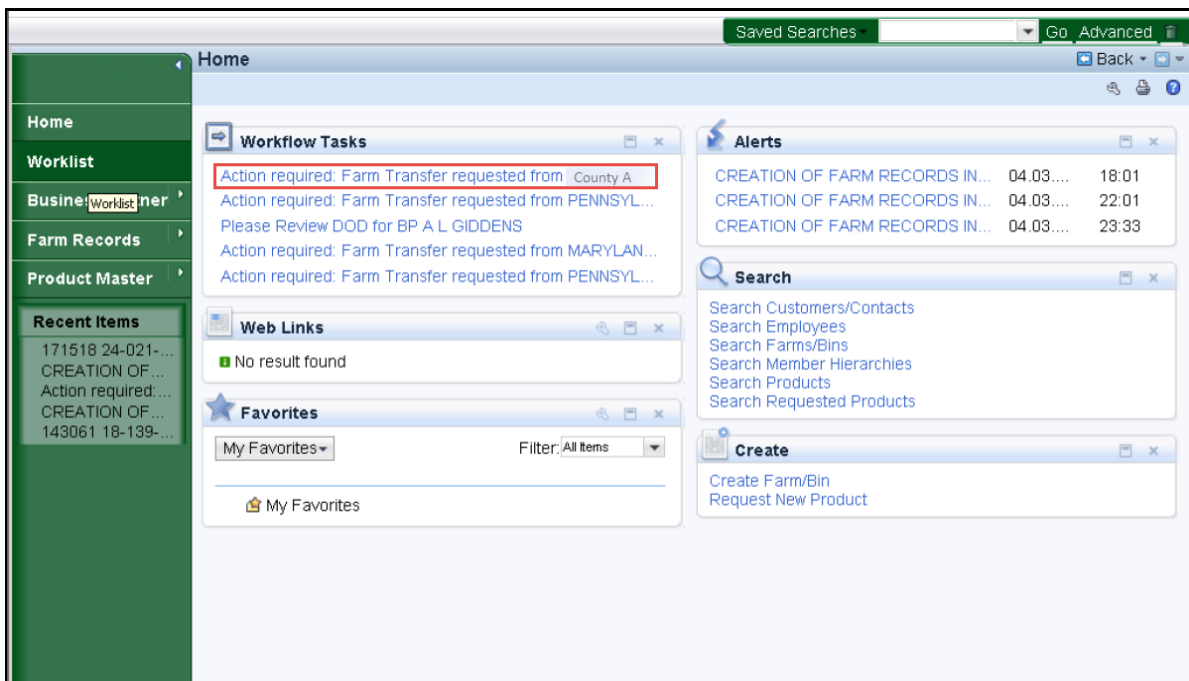 Saved Searches Go Advanced
Home Back
Home
Worklist
Busine tner
Worklist
Farm Records
Product Master
Recent Items
171518 24-021-...
CREATION OF...
Action required:...
CREATION OF...
143061 18-139-...
Workflow Tasks
Action required: Farm Transfer requested from County A
Action required: Farm Transfer requested from PENNSYL...
Please Review DOD for BP A L GIDDENS
Action required: Farm Transfer requested from MARYLAN...
Action required: Farm Transfer requested from PENNSYL...
Web Links
No result found
Favorites
My Favorites Filter: All Items
My Favorites
Alerts
CREATION OF FARM RECORDS IN... 04.03.... 18:01
CREATION OF FARM RECORDS IN... 04.03.... 22:01
CREATION OF FARM RECORDS IN... 04.03.... 23:33
Search
Search Customers/Contacts
Search Employees
Search Farms/Bins
Search Member Hierarchies
Search Products
Search Requested Products
Create
Create Farm/Bin
Request New Product